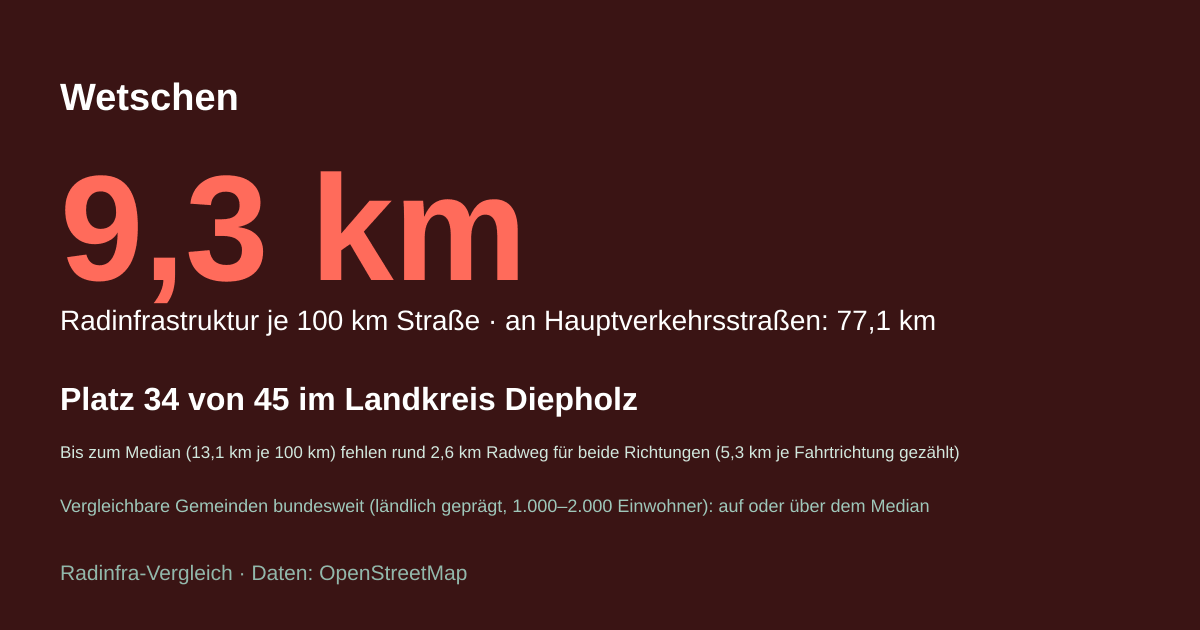 Wetschen
9,3 km
Radinfrastruktur je 100 km Straße · an Hauptverkehrsstraßen: 77,1 km
Platz 34 von 45 im Landkreis Diepholz
Bis zum Median (13,1 km je 100 km) fehlen rund 2,6 km Radweg für beide Richtungen (5,3 km je Fahrtrichtung gezählt)
Vergleichbare Gemeinden bundesweit (ländlich geprägt, 1.000–2.000 Einwohner): auf oder über dem Median
Radinfra-Vergleich · Daten: OpenStreetMap